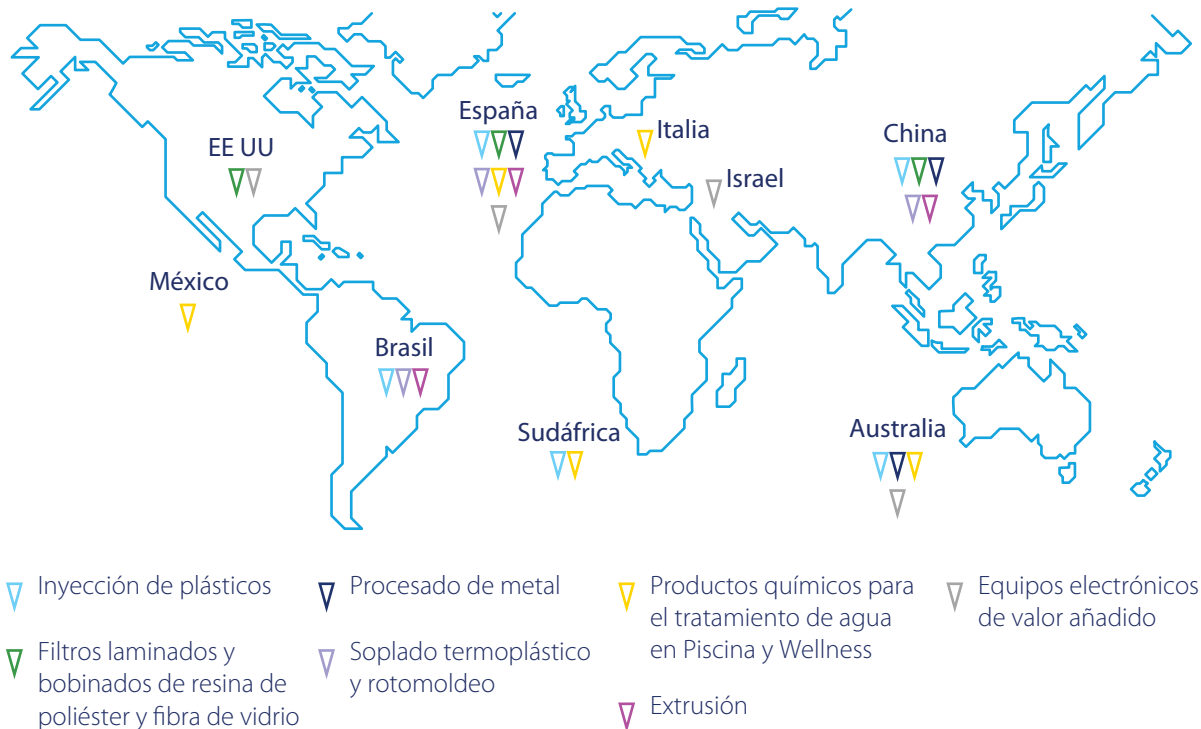 España
Italia
China
EE UU
Israel
México
Brasil
Sudáfrica
Australia
Inyección de plásticos
Filtros laminados y
bobinados de resina de
poliéster y fibra de vidrio
Procesado de metal
Soplado termoplástico
y rotomoldeo
Productos químicos para
el tratamiento de agua
en Piscina y Wellness
Extrusión
Equipos electrónicos
de valor añadido